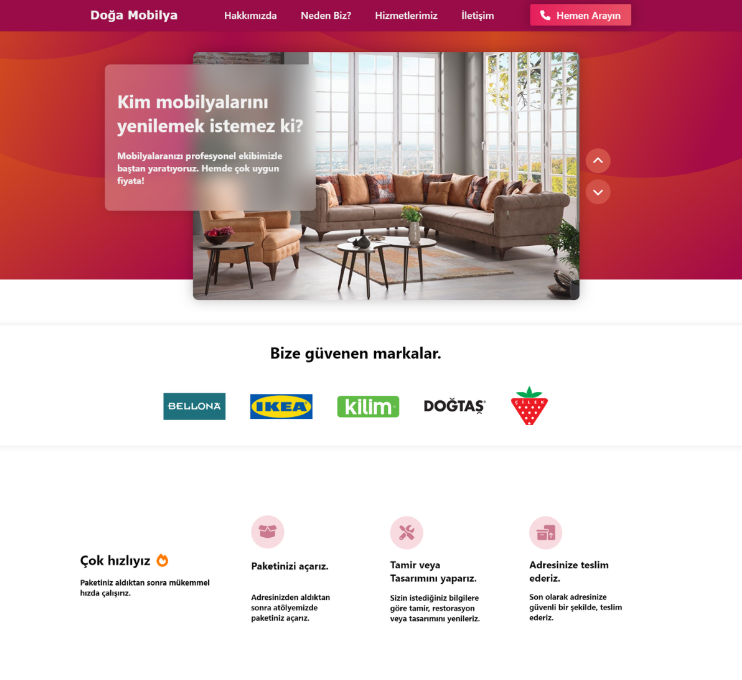 Doğa Mobilya
Hakkımızda
Neden Biz?
Hizmetlerimiz
İletişim
Hemen Arayın
Kim mobilyalarını
yenilemek istemez ki?
Mobilyalaranızı profesyonel ekibimizle
baştan yaratıyoruz. Hemde çok uygun
fiyata!
Bize güvenen markalar.
BELLONA
IKEA
kilim
DOĞTAŞ
ÇİLEK
Çok hızlıyız
Paketiniz aldıktan sonra mükemmel
hızda çalışırız.
Paketinizi açarız.
Adresinizden aldıktan
sonra atölyemizde
paketiniz açarız.
Tamir veya
Tasarımını yaparız.
Sizin istediğiniz bilgilere
göre tamir, restorasyon
veya tasarımını yenileriz.
Adresinize teslim
ederiz.
Son olarak adresinize
güvenli bir şekilde, teslim
ederiz.